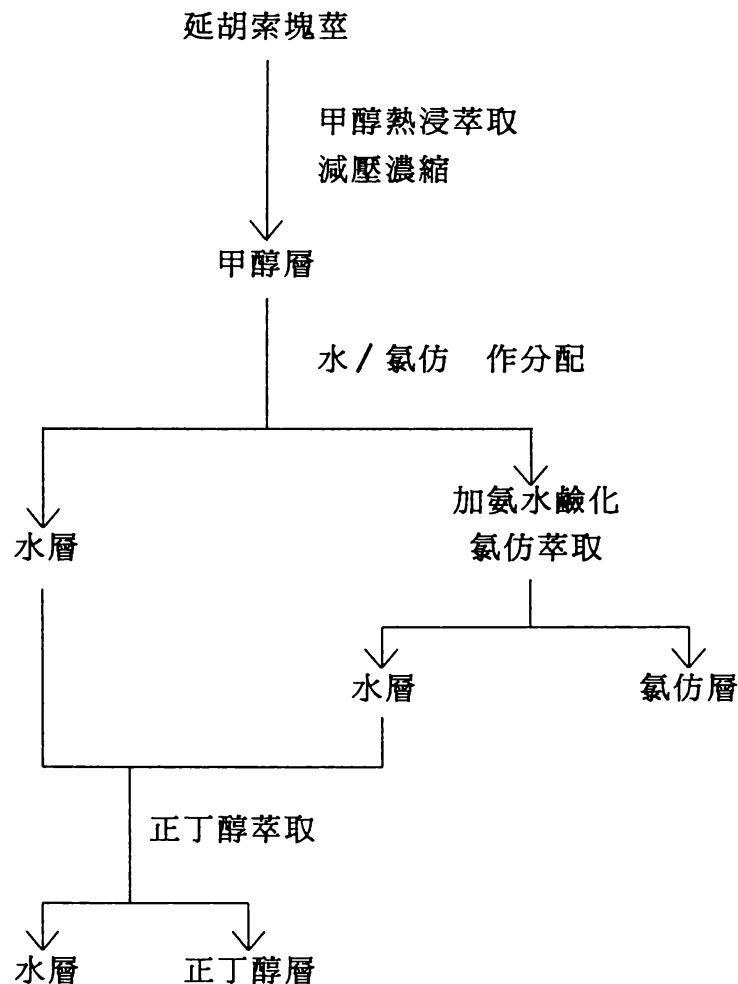 延胡索塊莖
甲醇熱浸萃取
減壓濃縮
甲醇層
水/氯仿 作分配
加氨水鹼化
水層
氯仿萃取
水層
氯仿層
正丁醇萃取
水層
正丁醇層